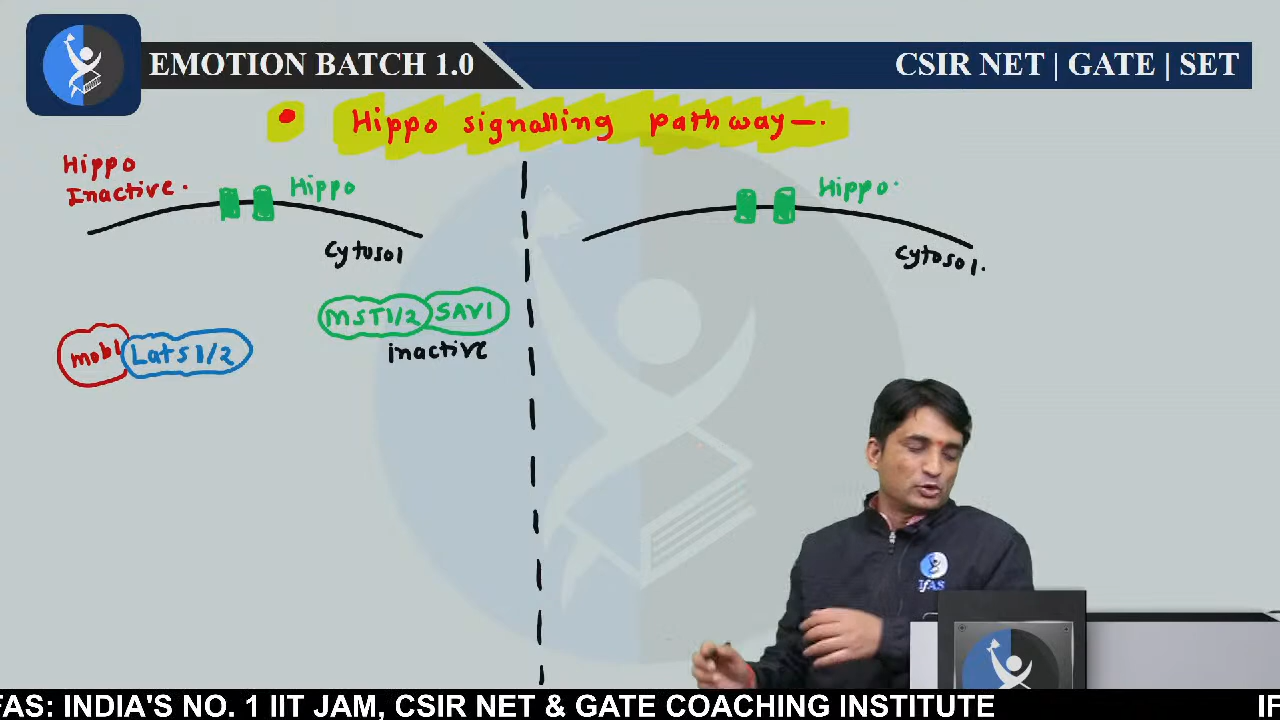 EMOTION BATCH 1.0
CSIR NET | GATE | SET
Hippo signalling pathway
Hippo
Inactive.
Hippo
Hippo
cytosol
cytosol.
MST1/2 SAV1
inactive
mob1 Lats1/2
IFAS
FAS: INDIA'S NO. 1 IIT JAM, CSIR NET & GATE COACHING INSTITUTE
IF